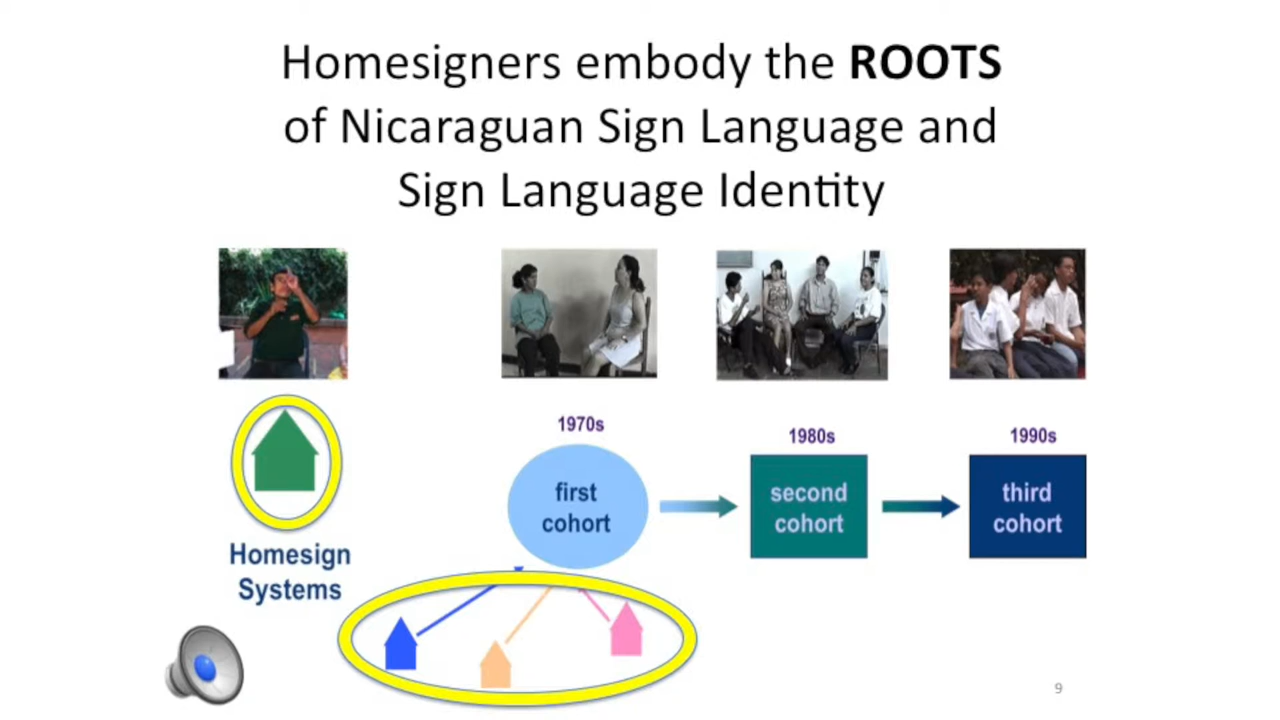 Homesigners embody the ROOTS
of Nicaraguan Sign Language and
Sign Language Identity
1970s
1980s
1990s
first
cohort
second
cohort
third
cohort
Homesign
Systems
9